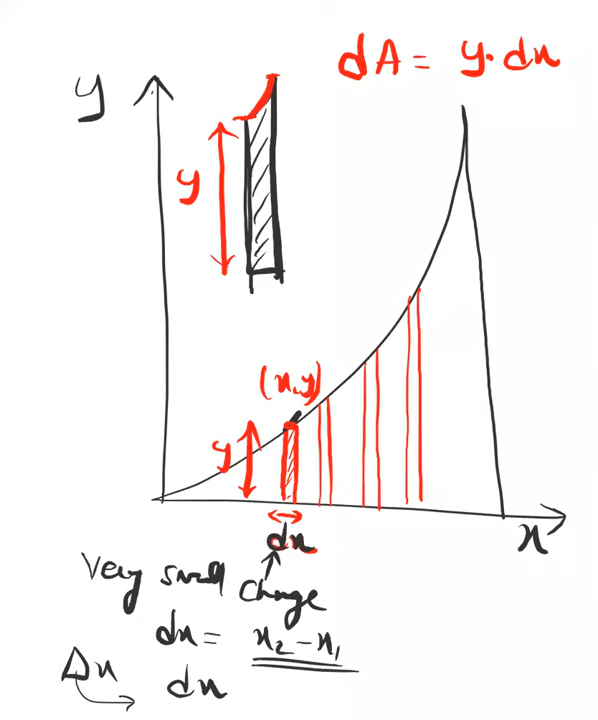 dA = y·dx
y
y
(x,y)
y
dx
x
Very small change
dx = x₂ - x₁
Δx
dx